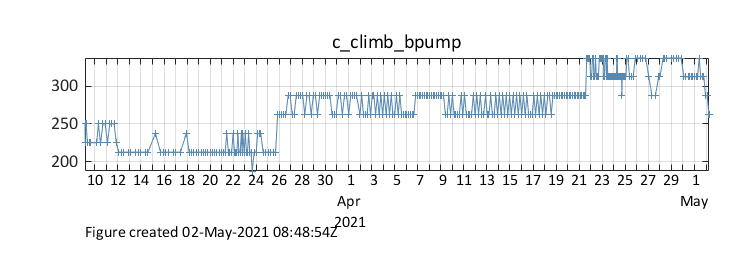 c_climb_bpump
300
250
200
10 12 14 16 18 20 22 24 26 28 30 1 3 5 7 9 11 13 15 17 19 21 23 25 27 29 1
Apr May
2021
Figure created 02-May-2021 08:48:54Z